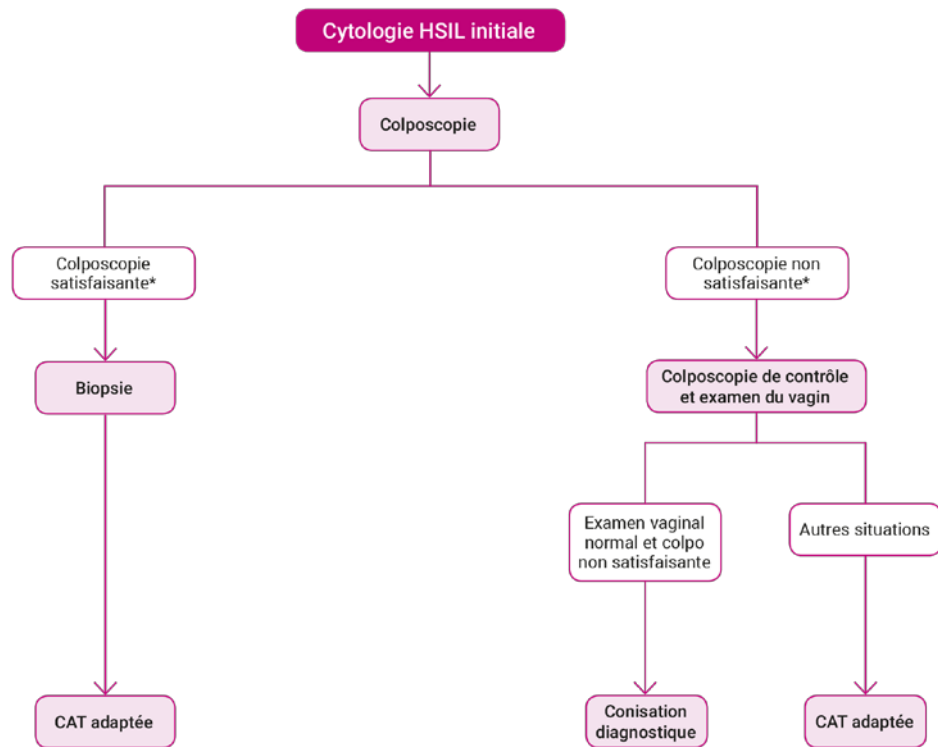 Cytologie HSIL initiale
Colposcopie
Colposcopie
satisfaisante*
Colposcopie non
satisfaisante*
Biopsie
Colposcopie de contrôle
et examen du vagin
Examen vaginal
normal et colpo
non satisfaisante
Autres situations
CAT adaptée
Conisation
diagnostique
CAT adaptée